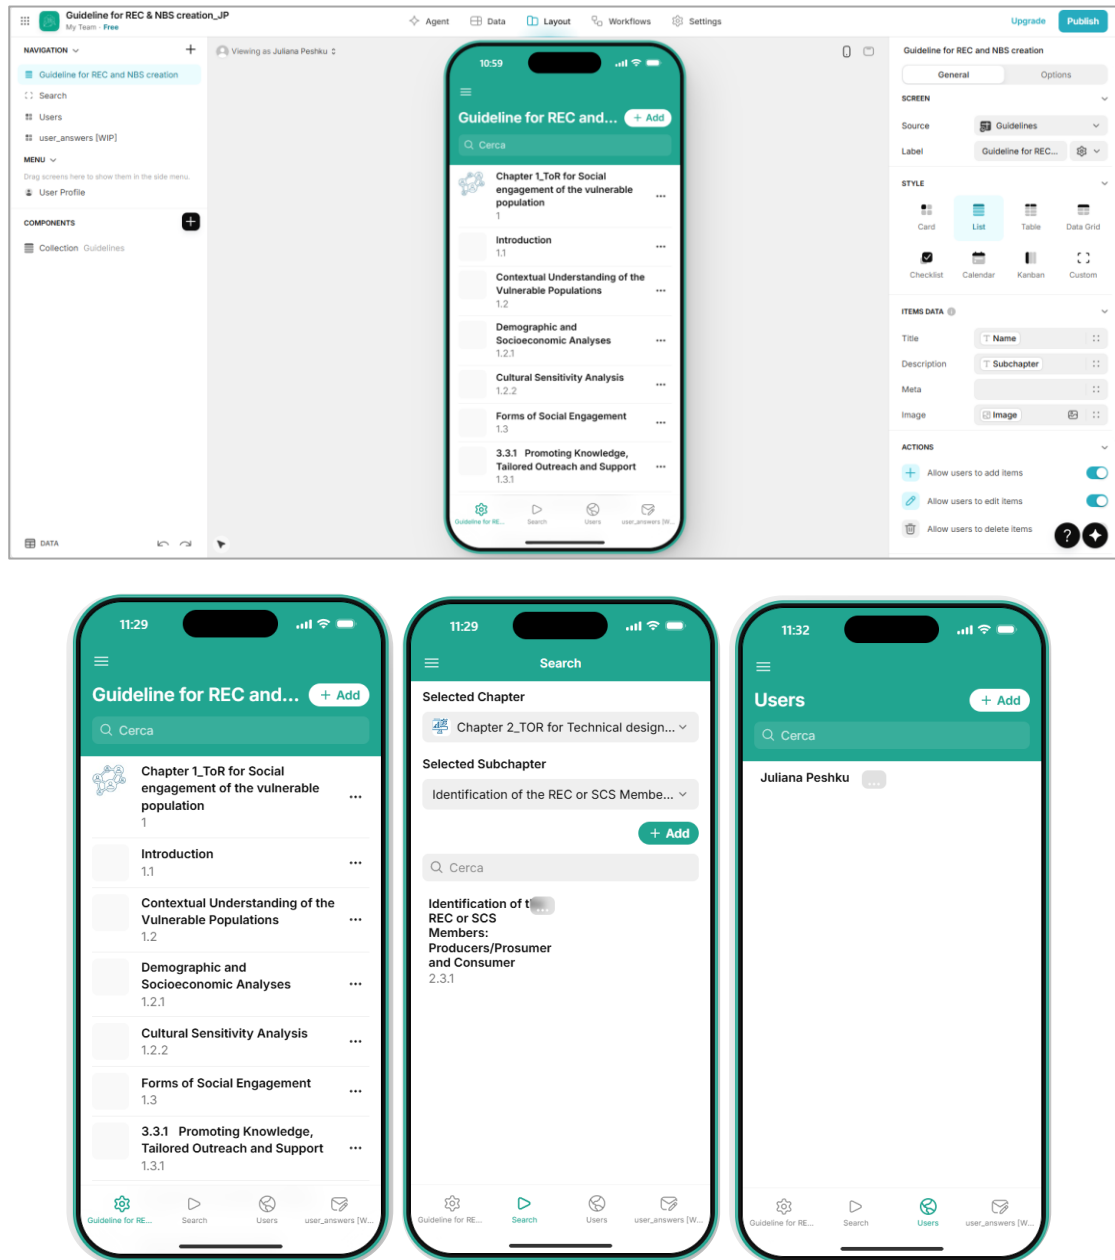 Guideline for REC & NBS creation_JP
My Team · Free
Agent
Data
Layout
Workflows
Settings
Upgrade
Publish
NAVIGATION
Guideline for REC and NBS creation
Search
Users
user_answers [WIP]
MENU
Drag screens here to show them in the side menu.
User Profile
COMPONENTS
Collection Guidelines
DATA
Viewing as Juliana Peshku
10:59
Guideline for REC and...
+ Add
Cerca
Chapter 1_ToR for Social
engagement of the vulnerable
population
1
Introduction
1.1
Contextual Understanding of the
Vulnerable Populations
1.2
Demographic and
Socioeconomic Analyses
1.2.1
Cultural Sensitivity Analysis
1.2.2
Forms of Social Engagement
1.3
3.3.1 Promoting Knowledge,
Tailored Outreach and Support
1.3.1
Guideline for RE...
Search
Users
user_answers [W...
Guideline for REC and NBS creation
General
Options
SCREEN
Source
Guidelines
Label
Guideline for REC...
STYLE
Card
List
Table
Data Grid
Checklist
Calendar
Kanban
Custom
ITEMS DATA
Title
Name
Description
Subchapter
Meta
Image
Image
ACTIONS
Allow users to add items
Allow users to edit items
Allow users to delete items
?
11:29
Guideline for REC and...
+ Add
Cerca
Chapter 1_ToR for Social
engagement of the vulnerable
population
1
Introduction
1.1
Contextual Understanding of the
Vulnerable Populations
1.2
Demographic and
Socioeconomic Analyses
1.2.1
Cultural Sensitivity Analysis
1.2.2
Forms of Social Engagement
1.3
3.3.1 Promoting Knowledge,
Tailored Outreach and Support
1.3.1
Guideline for RE...
Search
Users
user_answers [W...
11:29
Search
Selected Chapter
Chapter 2_TOR for Technical design...
Selected Subchapter
Identification of the REC or SCS Membe...
+ Add
Cerca
Identification of t
REC or SCS
Members:
Producers/Prosumer
and Consumer
2.3.1
Guideline for RE...
Search
Users
user_answers [W...
11:32
Users
+ Add
Cerca
Juliana Peshku
Guideline for RE...
Search
Users
user_answers [W...